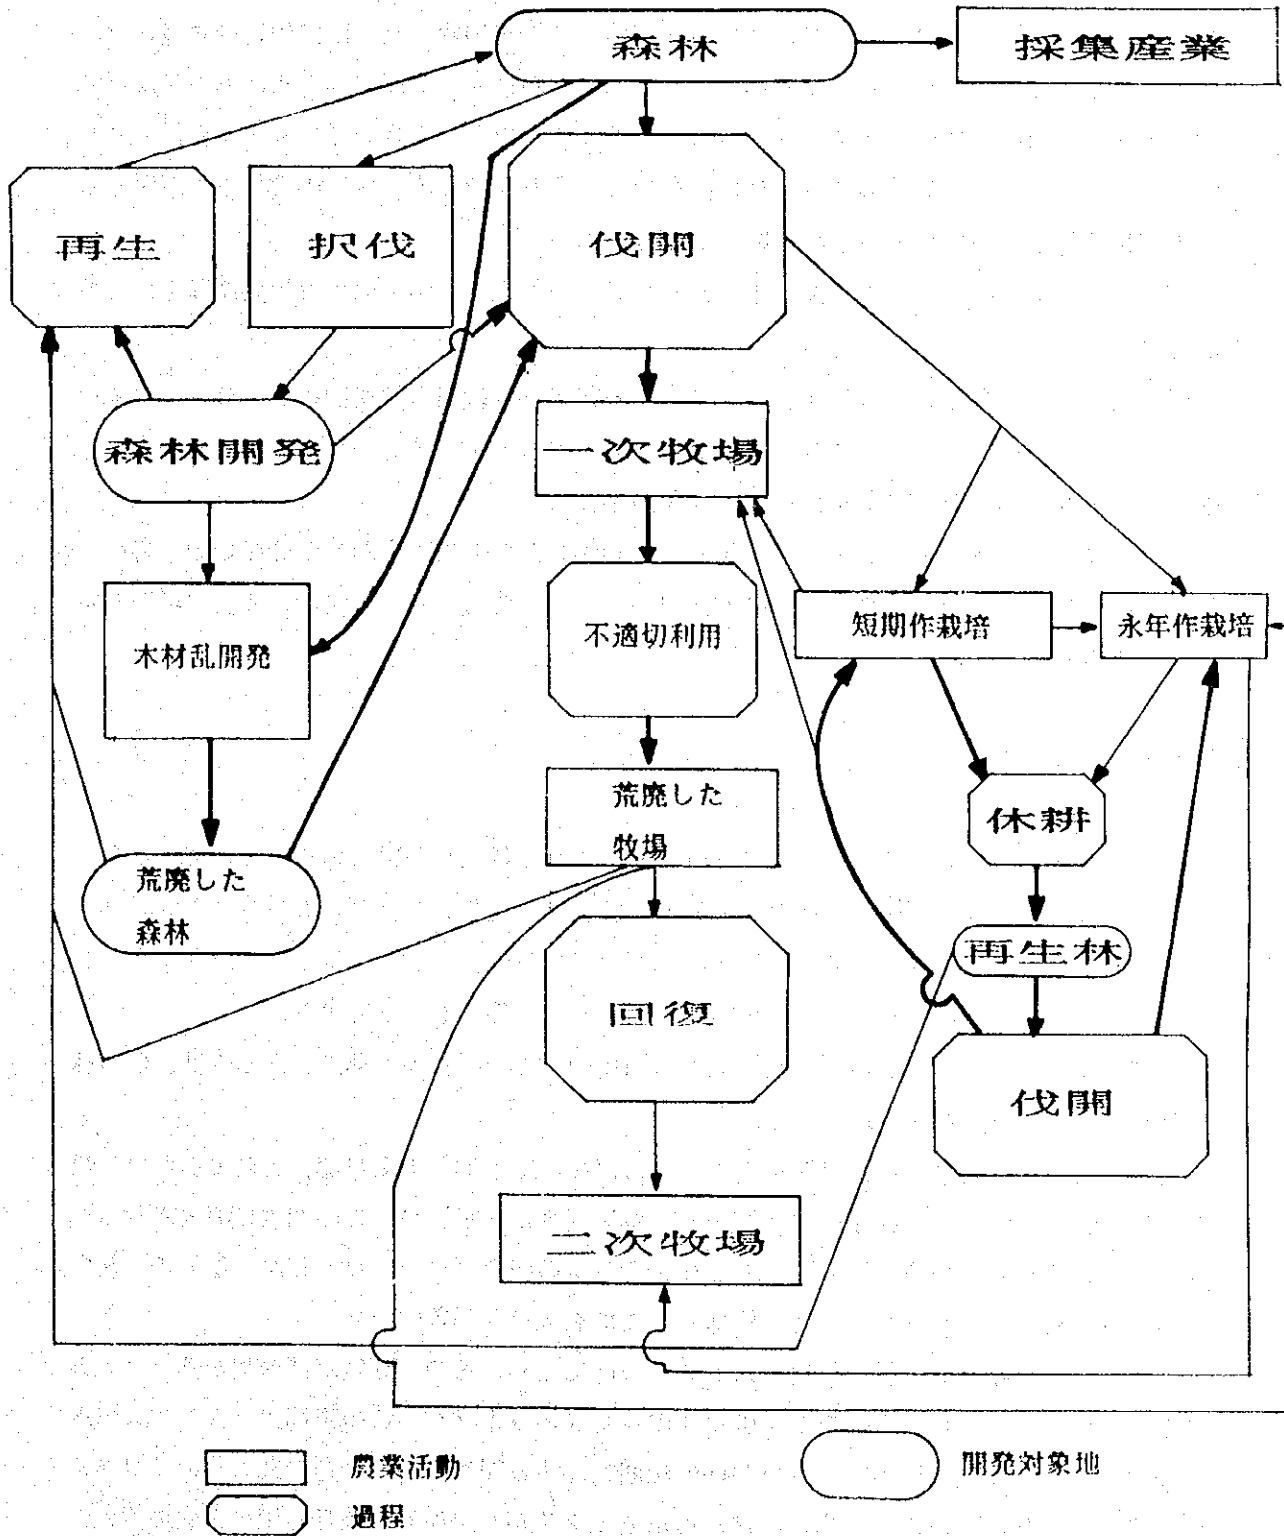 森林
採集産業
再生
択伐
伐開
森林開発
一次牧場
木材乱開発
不適切利用
短期作栽培
永年作栽培
荒廃した
牧場
休耕
荒廃した
森林
再生林
回復
伐開
二次牧場
農業活動
開発対象地
過程